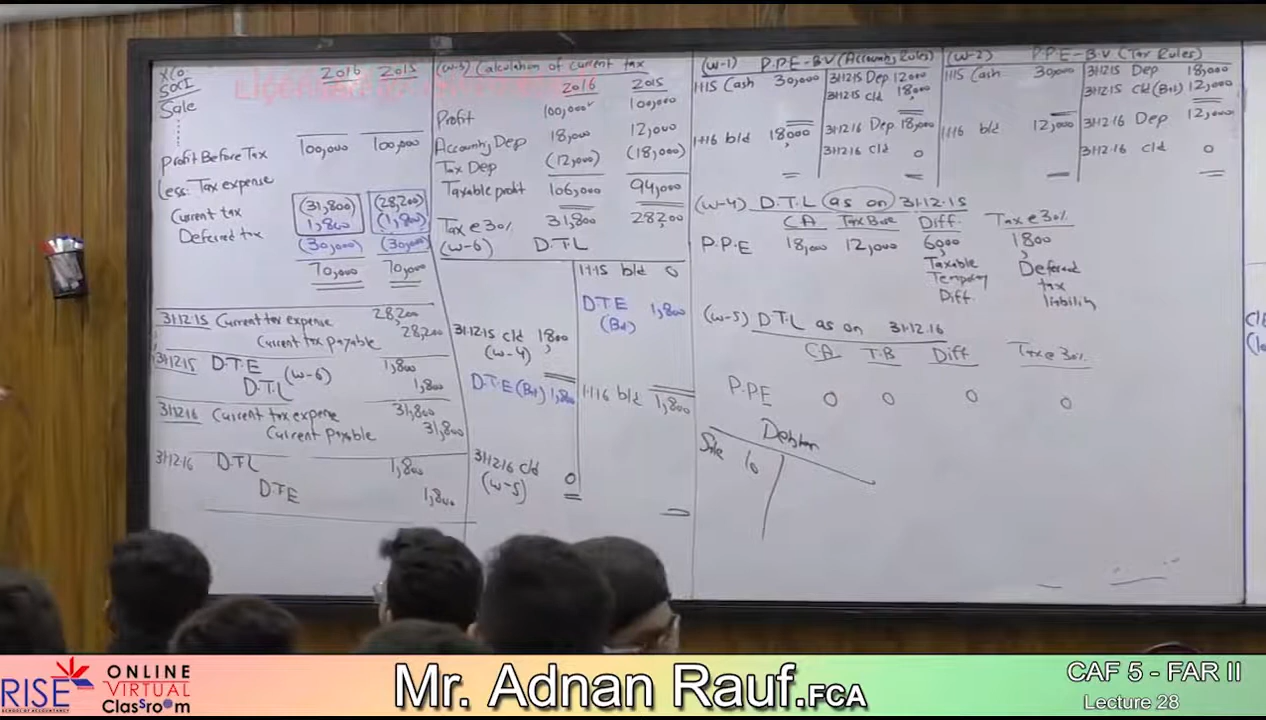 X Co.
SOCI
2016 2015
Sale
Profit Before Tax 100,000 100,000
Less: Tax expense
Current tax (31,800) (28,200)
Deferred tax 1,800 (1,800)
(30,000) (30,000)
70,000 70,000
31.12.15 Current tax expense 28,200
Current tax payable 28,200
31.12.15 D.T.E (W-6) 1,800
D.T.L 1,800
31.12.16 Current tax expense 31,800
Current payable 31,800
31.12.16 D.T.L 1,800
D.T.E 1,800
(W-3) Calculation of current tax
2016 2015
Profit 100,000 100,000
Accounting Dep 18,000 12,000
Tax Dep (12,000) (18,000)
Taxable profit 106,000 94,000
Tax @ 30% 31,800 28,200
(W-6) D.T.L
1.1.15 b/d 0
D.T.E (Bal) 1,800
31.12.15 c/d (W-4) 1,800
D.T.E (Bal) 1,800 1.1.16 b/d 1,800
31.12.16 c/d (W-5) 0
(W-1) P.P.E - B.V (Accounting Rules)
1.1.15 Cash 30,000 31.12.15 Dep 12,000
31.12.15 c/d 18,000
1.1.16 b/d 18,000 31.12.16 Dep 18,000
31.12.16 c/d 0
(W-2) P.P.E - B.V (Tax Rules)
1.1.15 Cash 30,000 31.12.15 Dep 18,000
31.12.15 c/d (Bal) 12,000
1.1.16 b/d 12,000 31.12.16 Dep 12,000
31.12.16 c/d 0
(W-4) D.T.L (as on) 31.12.15
CA Tax Base Diff. Tax @ 30%
P.P.E 18,000 12,000 6,000 1800
Taxable Temporary Diff.
Deferred tax liability
(W-5) D.T.L as on 31.12.16
CA T.B Diff Tax @ 30%
P.P.E 0 0 0 0
Debtor
Sale 10
RISE
SCHOOL OF ACCOUNTANCY
ONLINE
VIRTUAL
Classroom
Mr. Adnan Rauf.FCA
CAF 5 - FAR II
Lecture 28